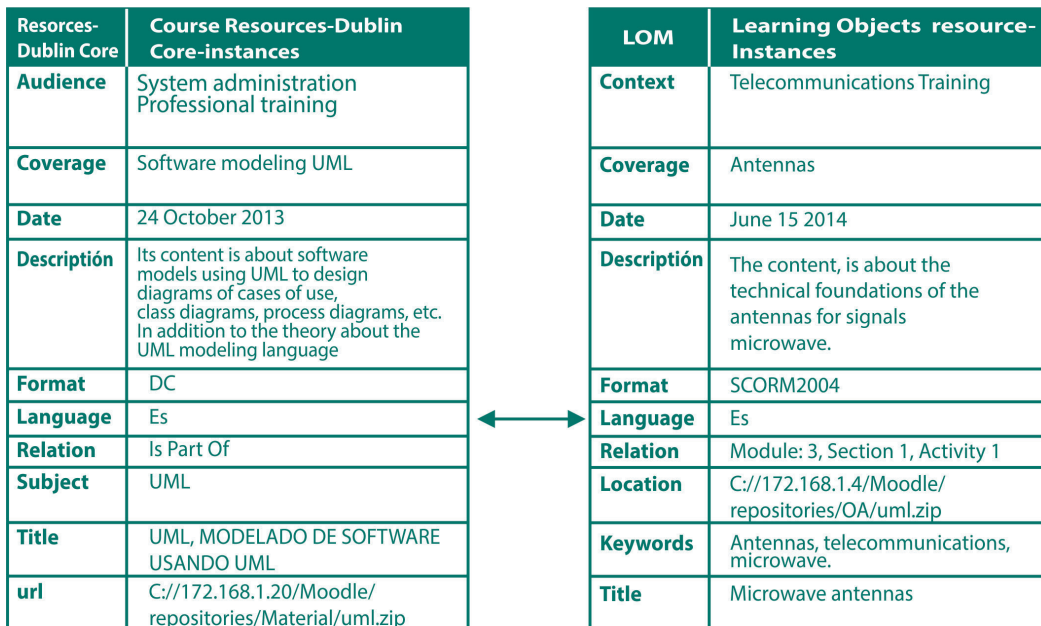 Resorces-
Dublin Core
Course Resources-Dublin
Core-instances
Audience
System administration
Professional training
Coverage
Software modeling UML
Date
24 October 2013
Descriptión
Its content is about software
models using UML to design
diagrams of cases of use,
class diagrams, process diagrams, etc.
In addition to the theory about the
UML modeling language
Format
DC
Language
Es
Relation
Is Part Of
Subject
UML
Title
UML, MODELADO DE SOFTWARE
USANDO UML
url
C://172.168.1.20/Moodle/
repositories/Material/uml.zip
LOM
Learning Objects resource-
Instances
Context
Telecommunications Training
Coverage
Antennas
Date
June 15 2014
Descriptión
The content, is about the
technical foundations of the
antennas for signals
microwave.
Format
SCORM2004
Language
Es
Relation
Module: 3, Section 1, Activity 1
Location
C://172.168.1.4/Moodle/
repositories/OA/uml.zip
Keywords
Antennas, telecommunications,
microwave.
Title
Microwave antennas